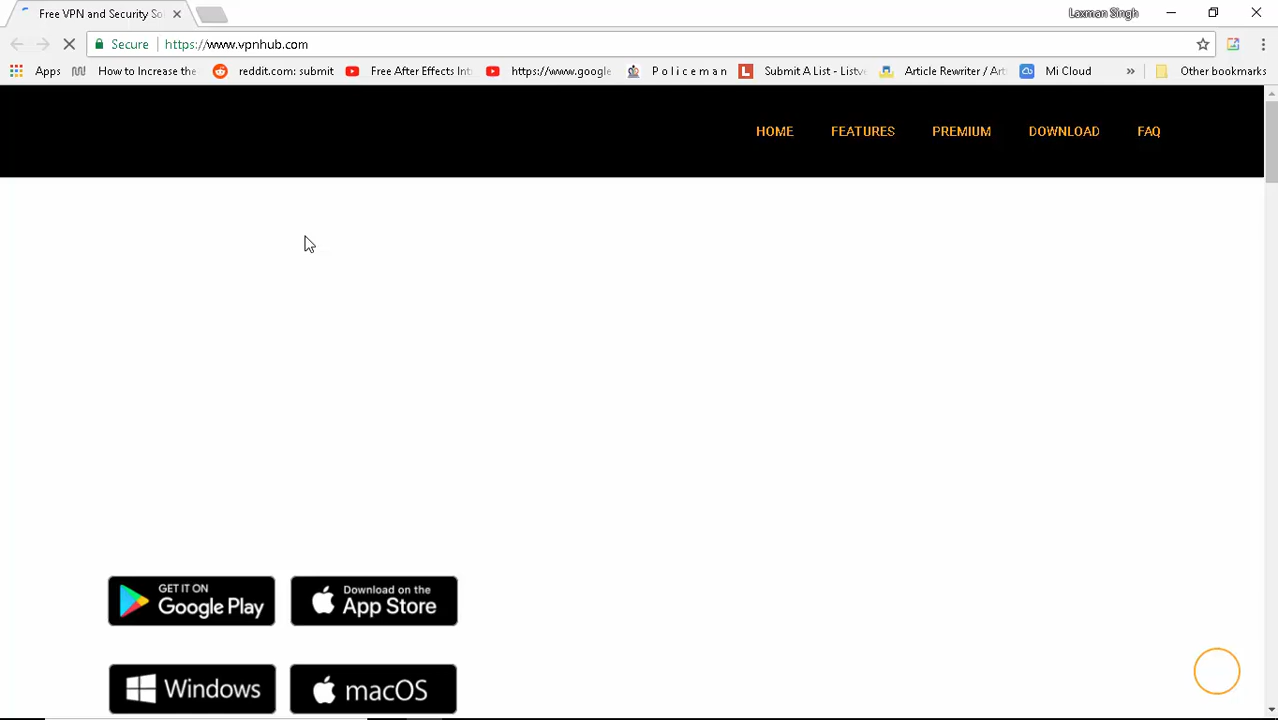 Free VPN and Security So
Laxman Singh
Secure https://www.vpnhub.com
Apps How to Increase the reddit.com: submit Free After Effects Int https://www.google P o l i c e m a n Submit A List - Listv Article Rewriter / Art Mi Cloud » Other bookmarks
HOME FEATURES PREMIUM DOWNLOAD FAQ
GET IT ON Download on the
Google Play App Store
Windows macOS